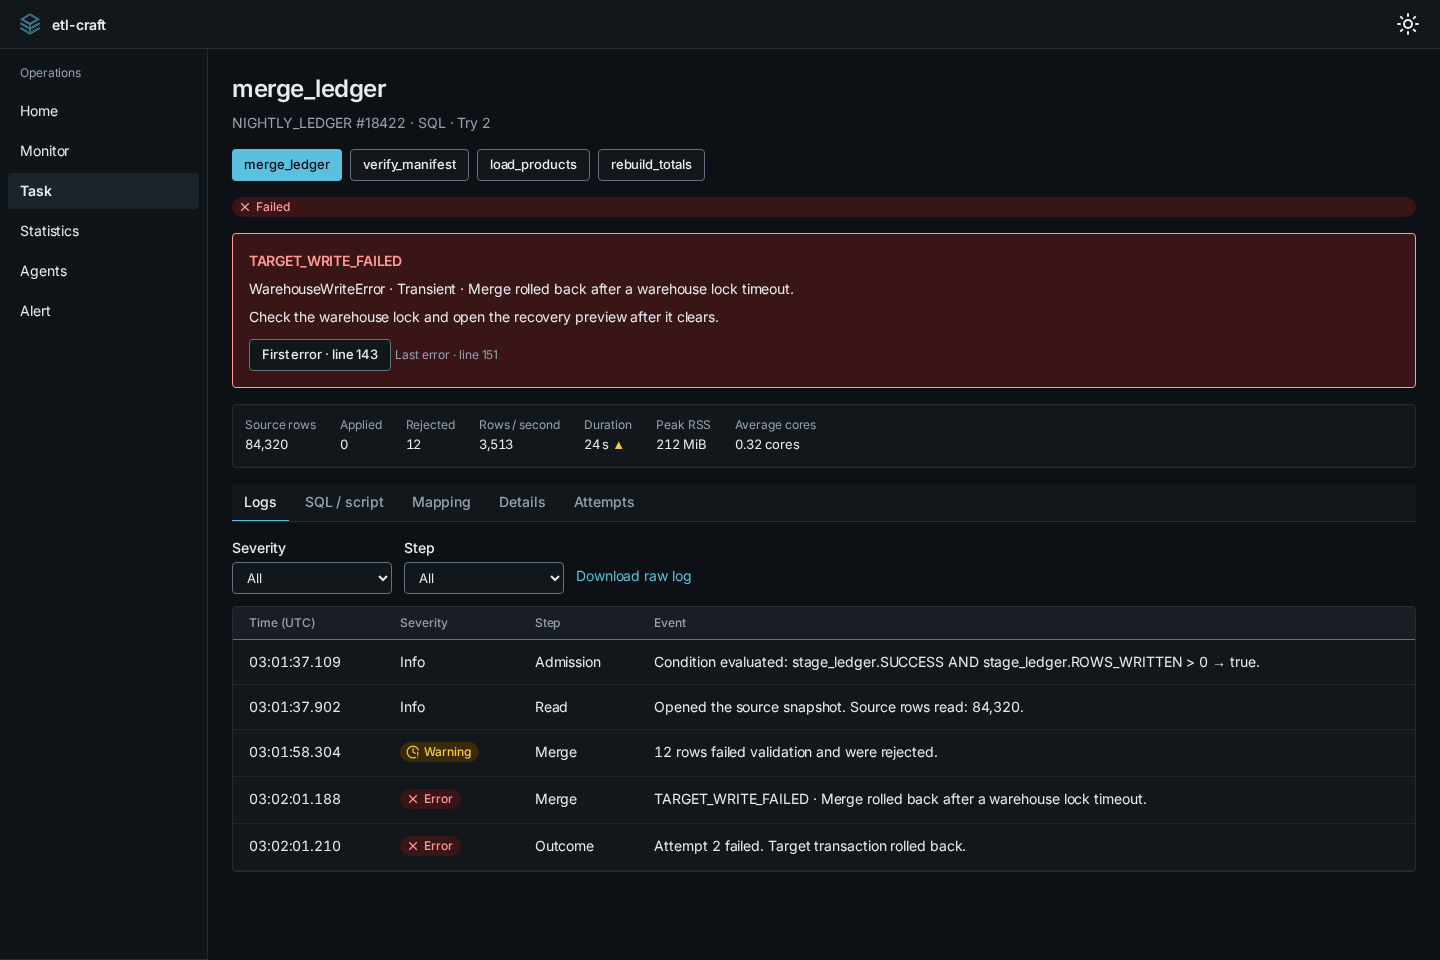 etl-craft
Operations
Home
Monitor
Task
Statistics
Agents
Alert
merge_ledger
NIGHTLY_LEDGER #18422 · SQL · Try 2
merge_ledger verify_manifest load_products rebuild_totals
Failed
TARGET_WRITE_FAILED
WarehouseWriteError · Transient · Merge rolled back after a warehouse lock timeout.
Check the warehouse lock and open the recovery preview after it clears.
First error · line 143 Last error · line 151
Source rows Applied Rejected Rows / second Duration Peak RSS Average cores
84,320 0 12 3,513 24 s ▲ 212 MiB 0.32 cores
Logs SQL / script Mapping Details Attempts
Severity Step
All All Download raw log
Time (UTC) Severity Step Event
03:01:37.109 Info Admission Condition evaluated: stage_ledger.SUCCESS AND stage_ledger.ROWS_WRITTEN > 0 → true.
03:01:37.902 Info Read Opened the source snapshot. Source rows read: 84,320.
03:01:58.304 Warning Merge 12 rows failed validation and were rejected.
03:02:01.188 Error Merge TARGET_WRITE_FAILED · Merge rolled back after a warehouse lock timeout.
03:02:01.210 Error Outcome Attempt 2 failed. Target transaction rolled back.